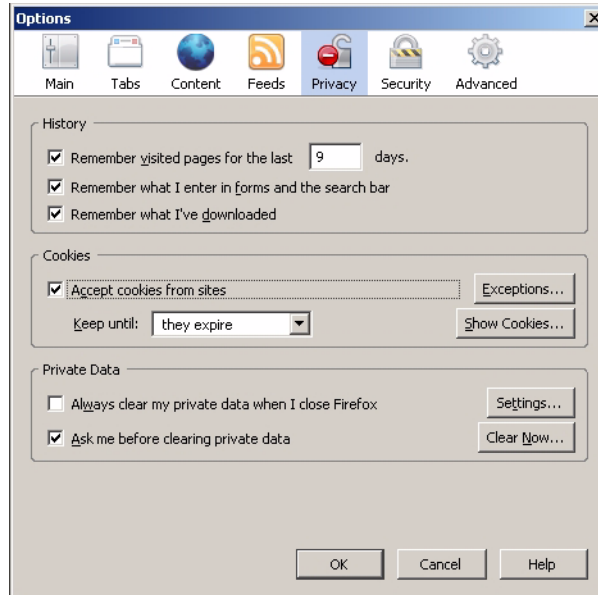 Options
Main Tabs Content Feeds Privacy Security Advanced
History
Remember visited pages for the last 9 days.
Remember what I enter in forms and the search bar
Remember what I've downloaded
Cookies
Accept cookies from sites Exceptions...
Keep until: they expire Show Cookies...
Private Data
Always clear my private data when I close Firefox Settings...
Ask me before clearing private data Clear Now...
OK Cancel Help